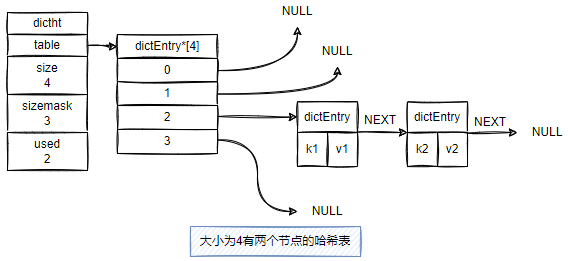 dictht
table
size
4
sizemask
3
used
2
dictEntry*[4]
0
1
2
3
NULL
NULL
dictEntry
k1 v1
NEXT
dictEntry
k2 v2
NEXT
NULL
NULL
大小为4有两个节点的哈希表